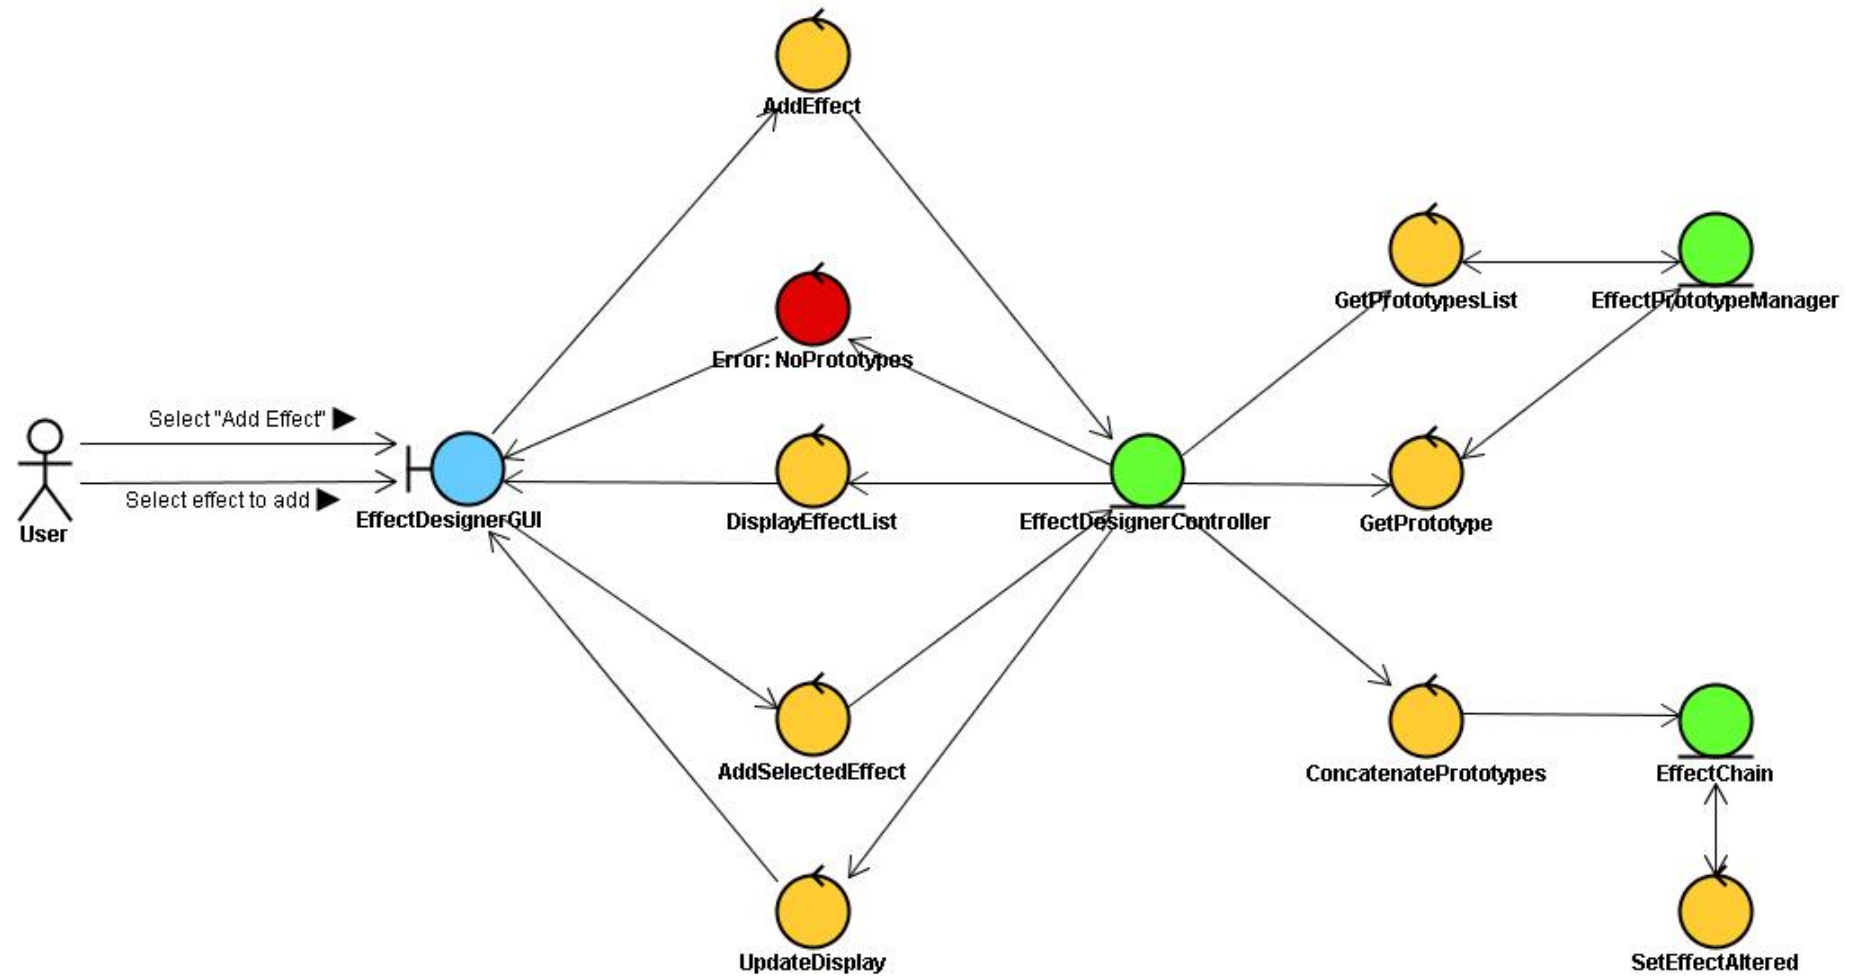 AddEffect
GetPrototypesList
EffectPrototypeManager
Error: NoPrototypes
Select "Add Effect"
Select effect to add
EffectDesignerGUI
DisplayEffectList
EffectDesignerController
GetPrototype
User
AddSelectedEffect
ConcatenatePrototypes
EffectChain
UpdateDisplay
SetEffectAltered